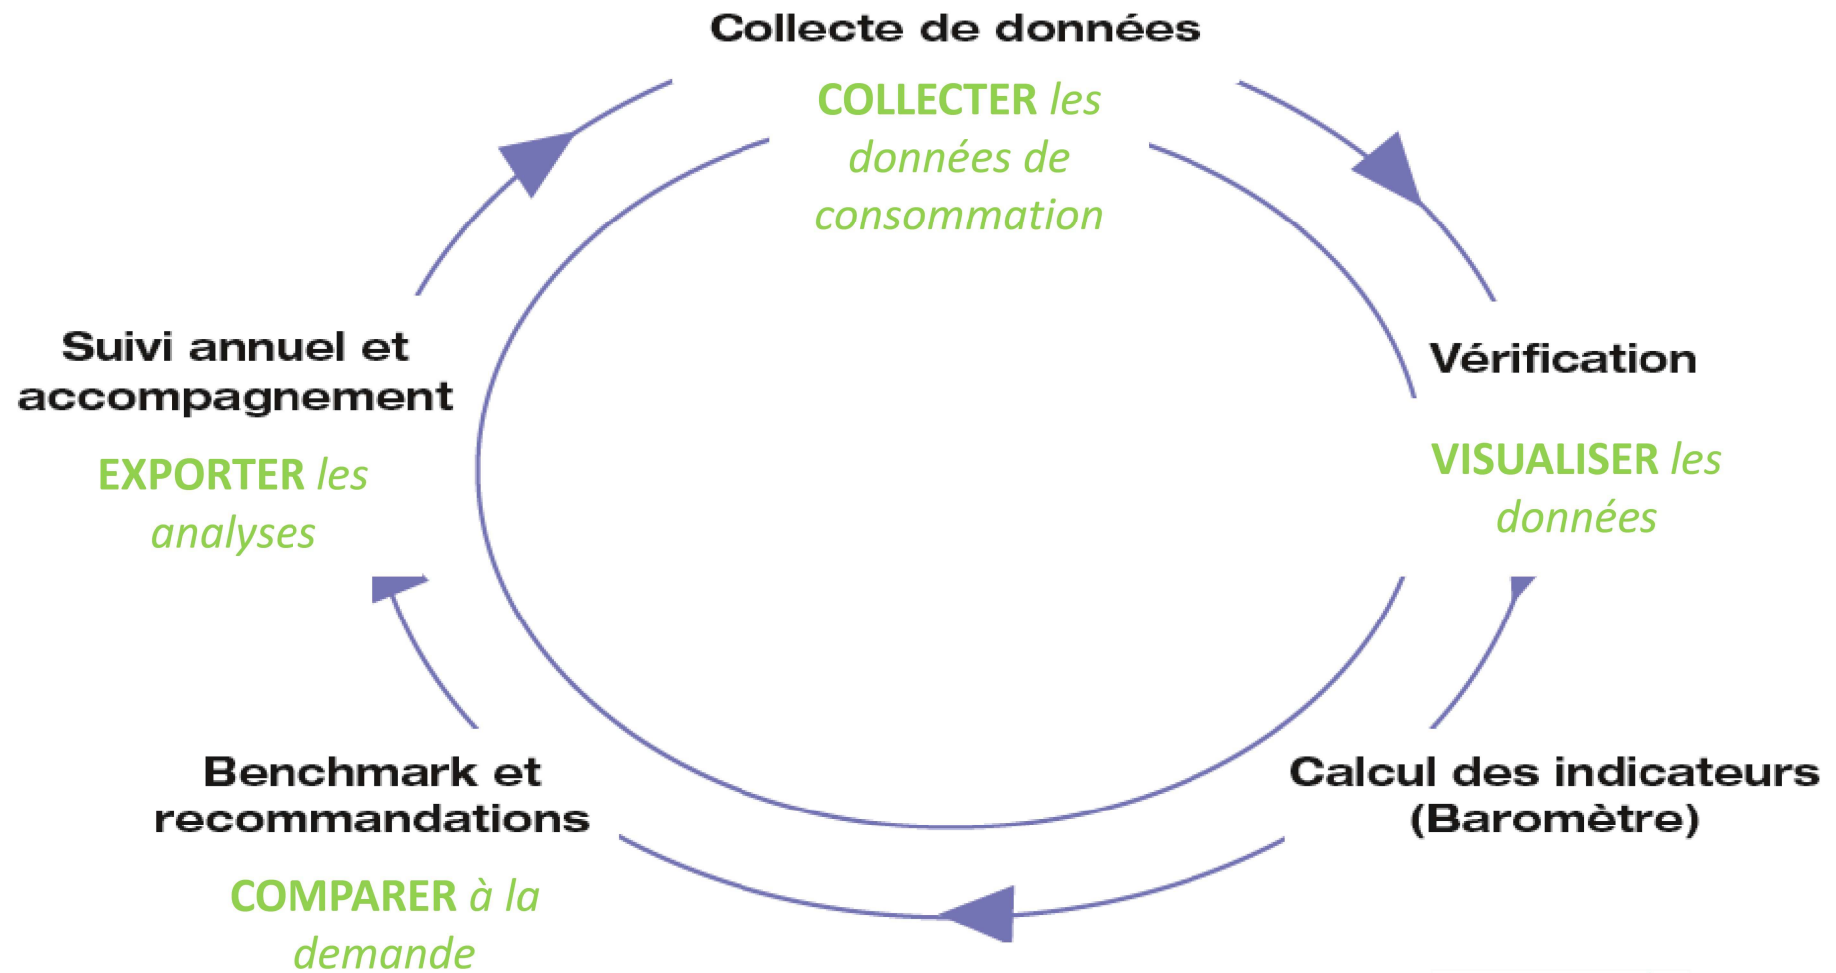 Collecte de données
COLLECTER les
données de
consommation
Vérification
VISUALISER les
données
Calcul des indicateurs
(Baromètre)
Benchmark et
recommandations
COMPARER à la
demande
Suivi annuel et
accompagnement
EXPORTER les
analyses